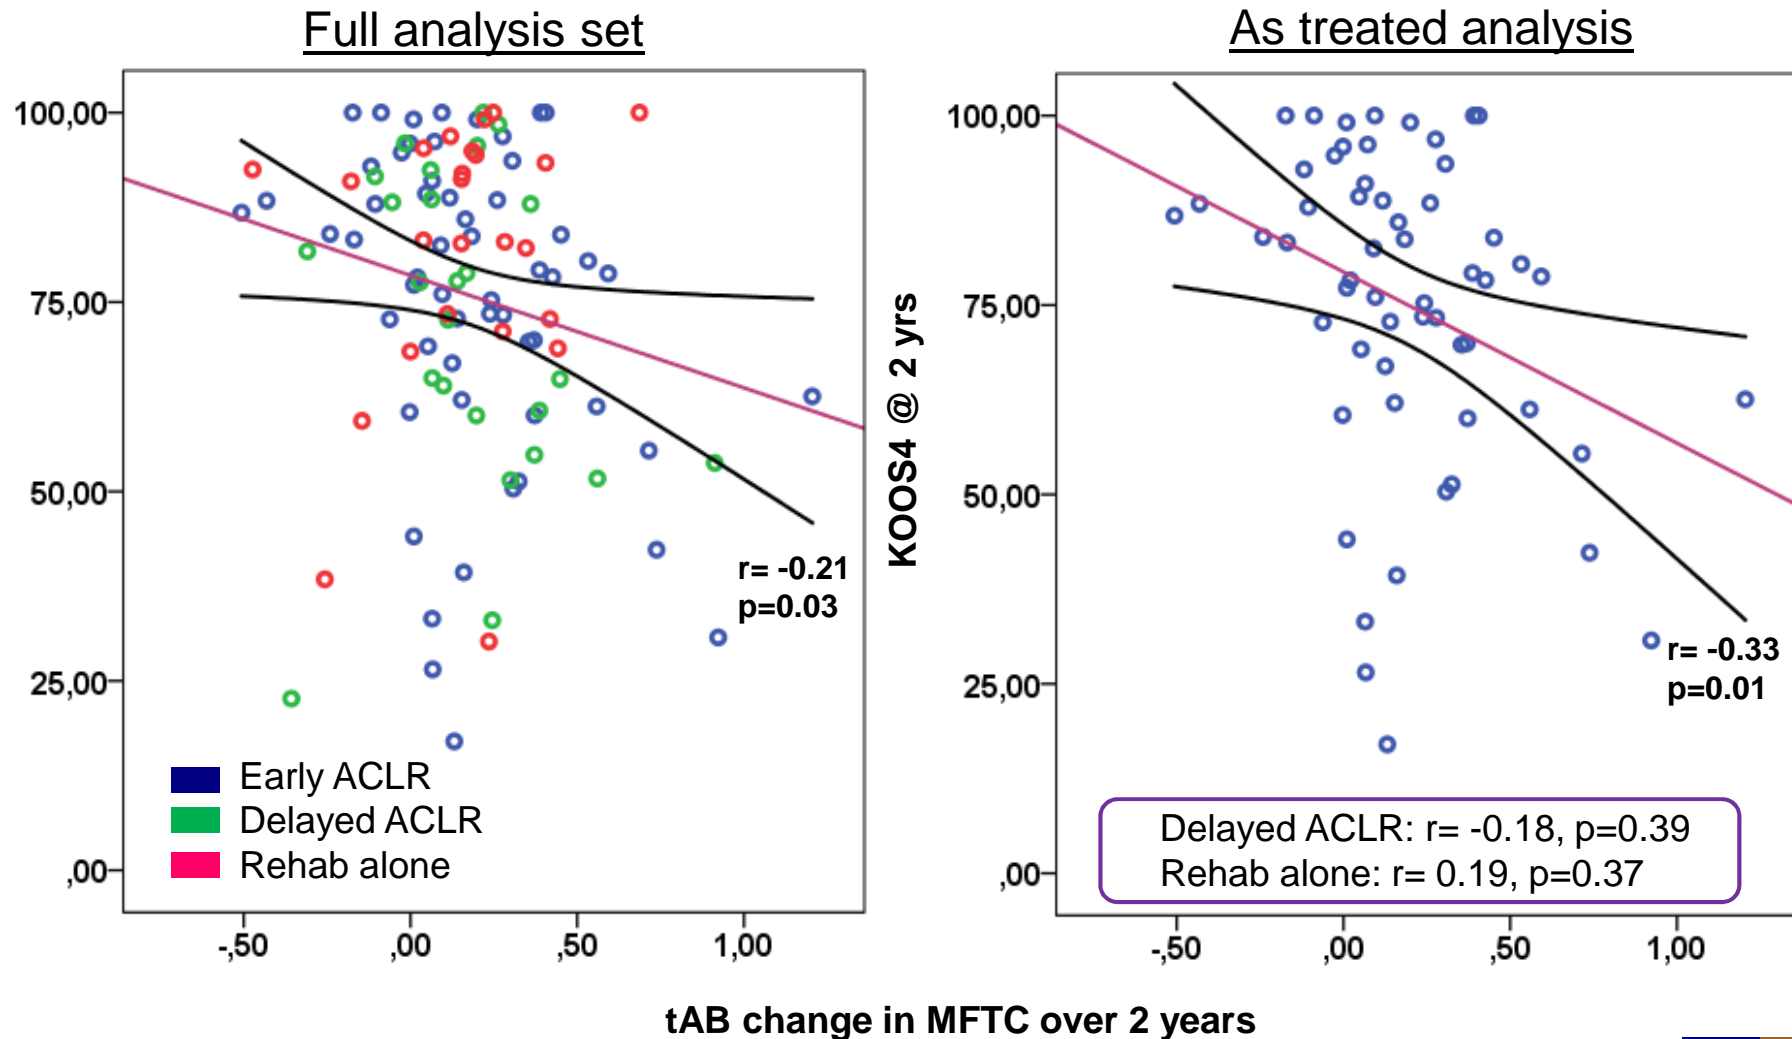 Full analysis set
100,00
75,00
50,00
25,00
,00
-,50 ,00 ,50 1,00
r= -0.21
p=0.03
Early ACLR
Delayed ACLR
Rehab alone
KOOS4 @ 2 yrs
As treated analysis
100,00
75,00
50,00
25,00
,00
-,50 ,00 ,50 1,00
r= -0.33
p=0.01
Delayed ACLR: r= -0.18, p=0.39
Rehab alone: r= 0.19, p=0.37
tAB change in MFTC over 2 years